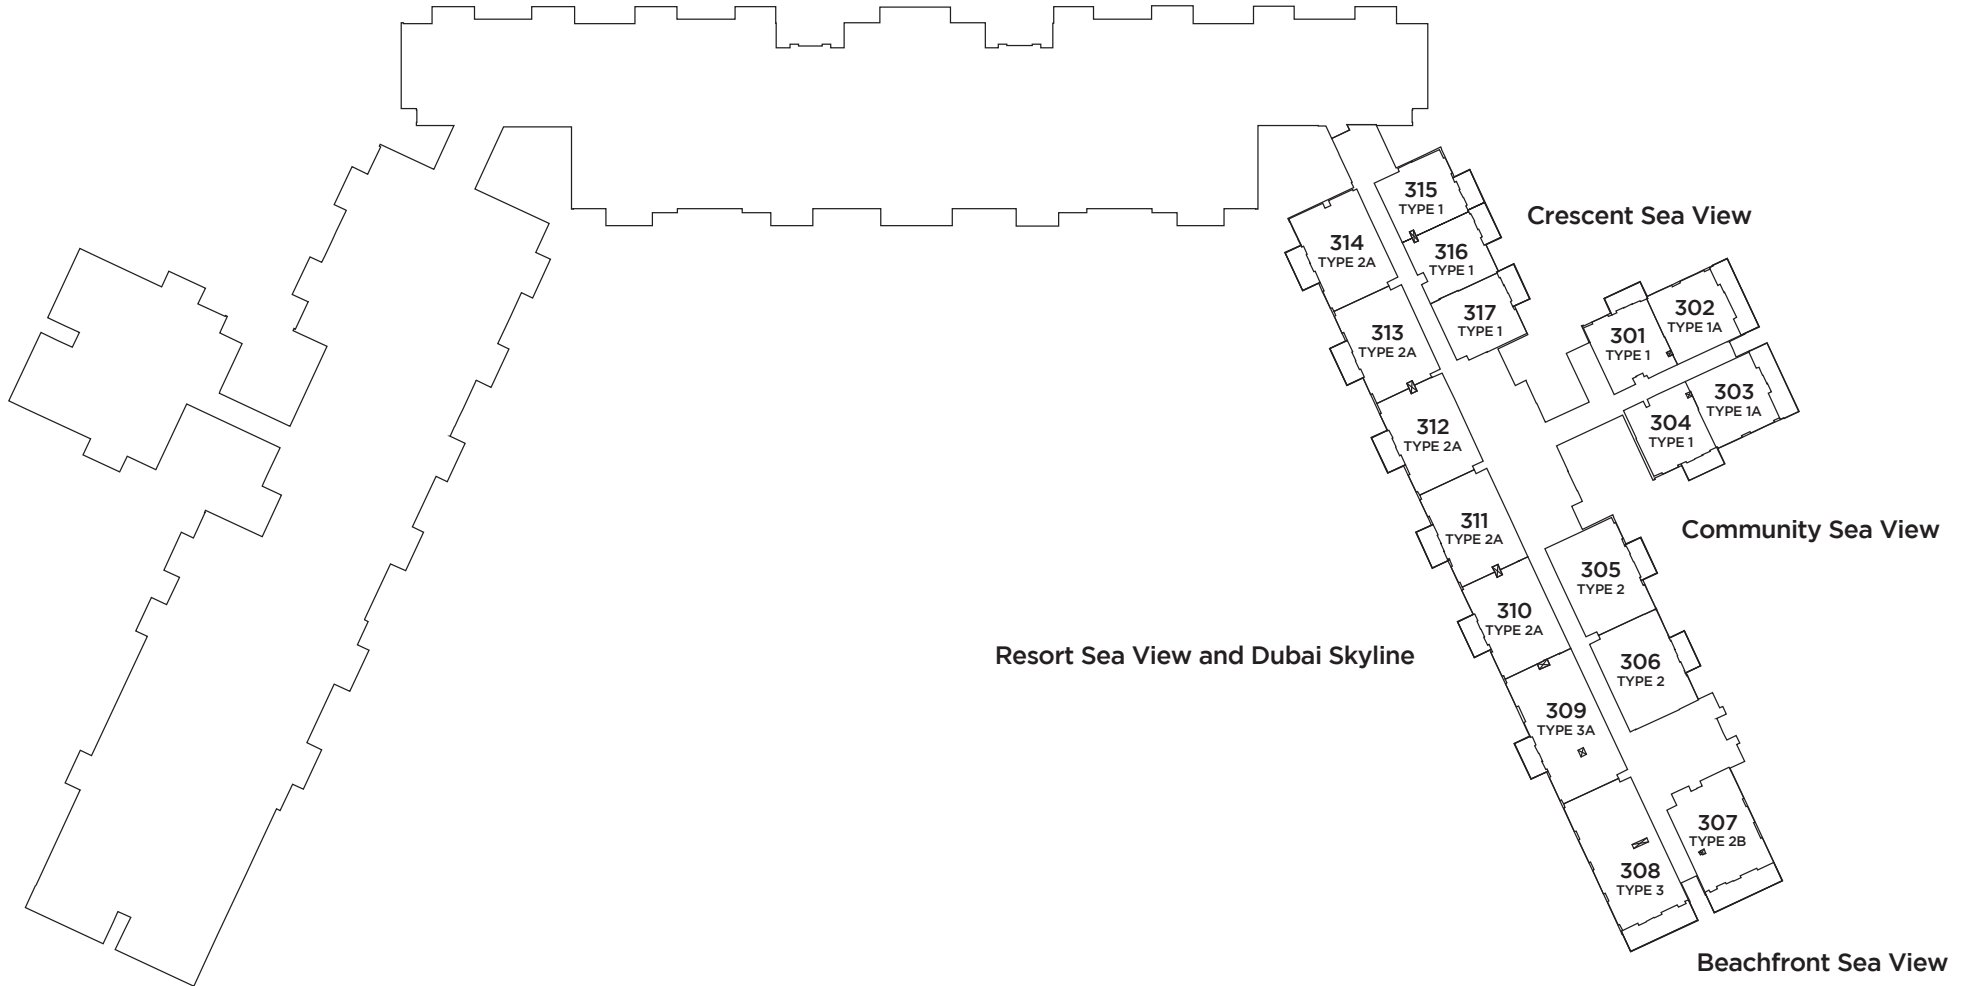 315
TYPE 1
Crescent Sea View
314
TYPE 2A
316
TYPE 1
317
TYPE 1
302
TYPE 1A
301
TYPE 1
313
TYPE 2A
303
TYPE 1A
304
TYPE 1
312
TYPE 2A
311
TYPE 2A
Community Sea View
305
TYPE 2
310
TYPE 2A
Resort Sea View and Dubai Skyline
306
TYPE 2
309
TYPE 3A
307
TYPE 2B
308
TYPE 3
Beachfront Sea View